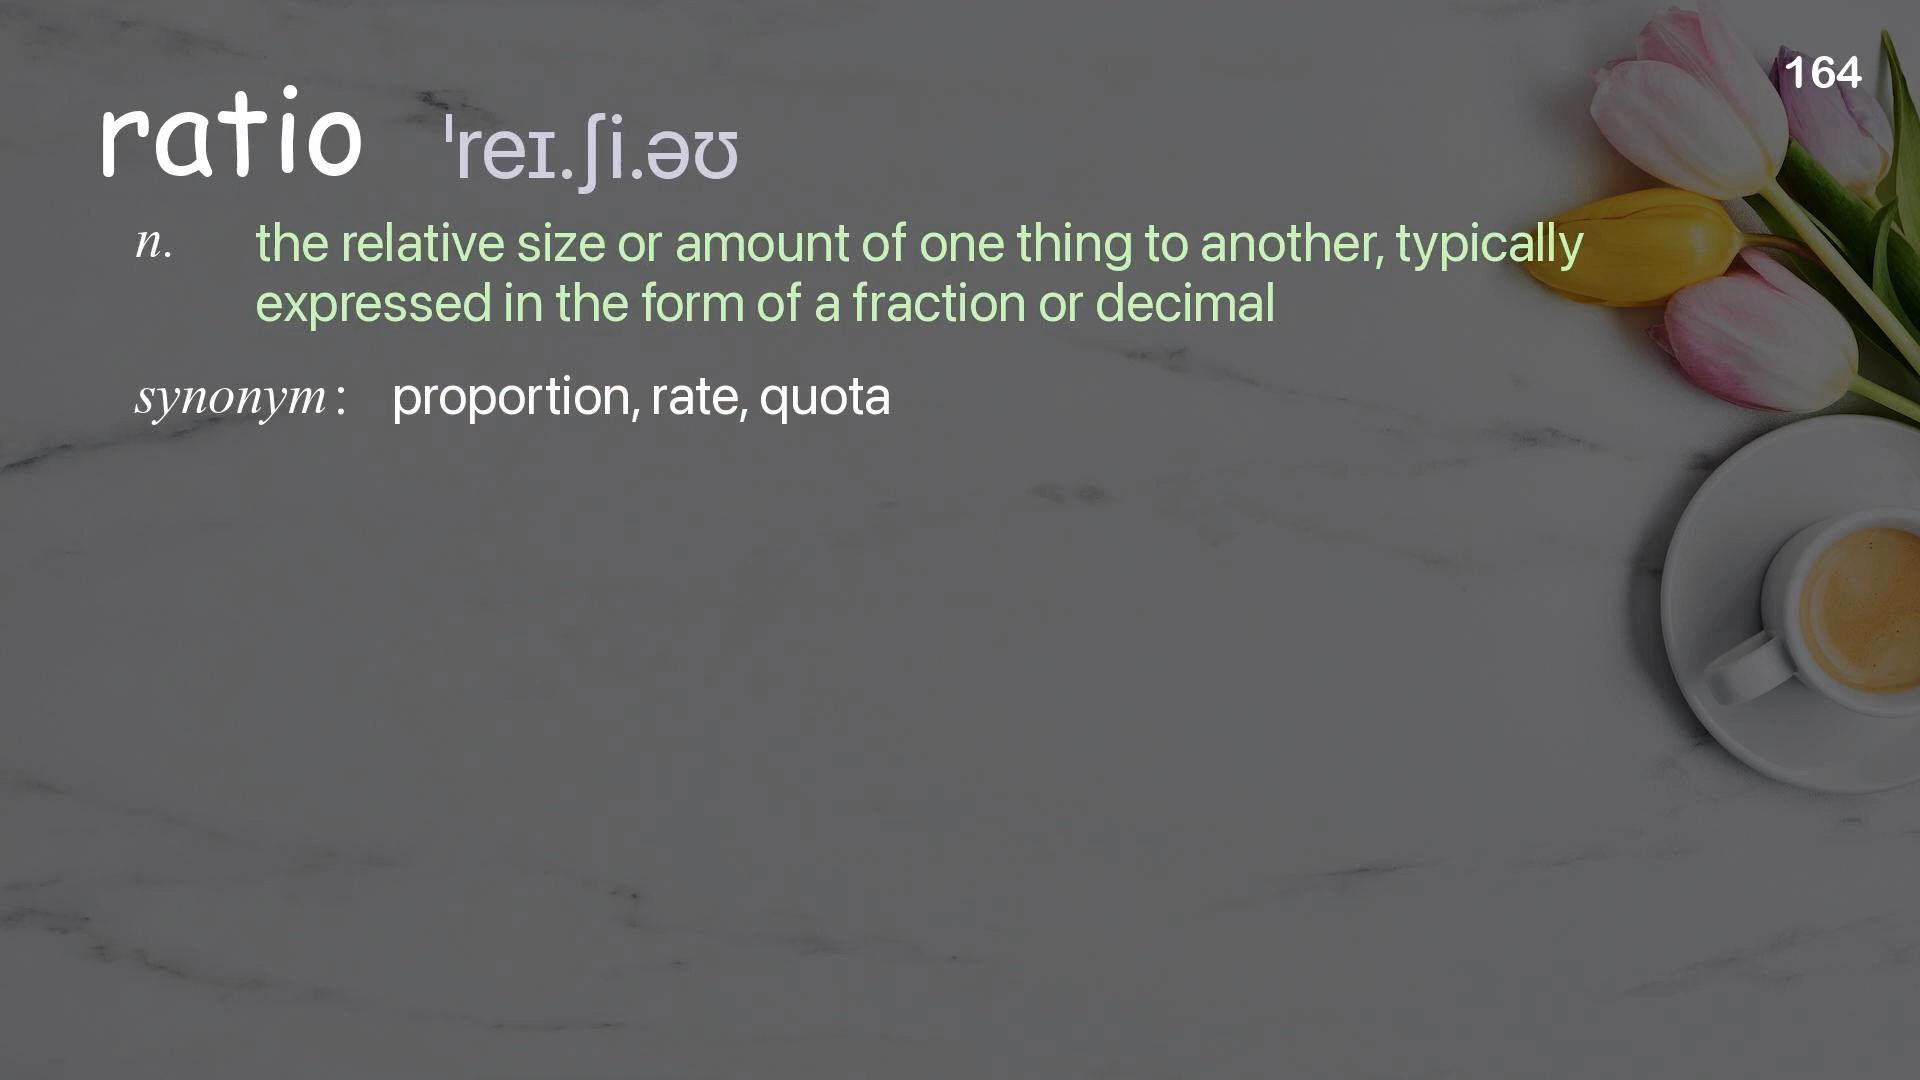 164
ratio ˈreɪ.ʃi.əʊ
n. the relative size or amount of one thing to another, typically
expressed in the form of a fraction or decimal
synonym : proportion, rate, quota